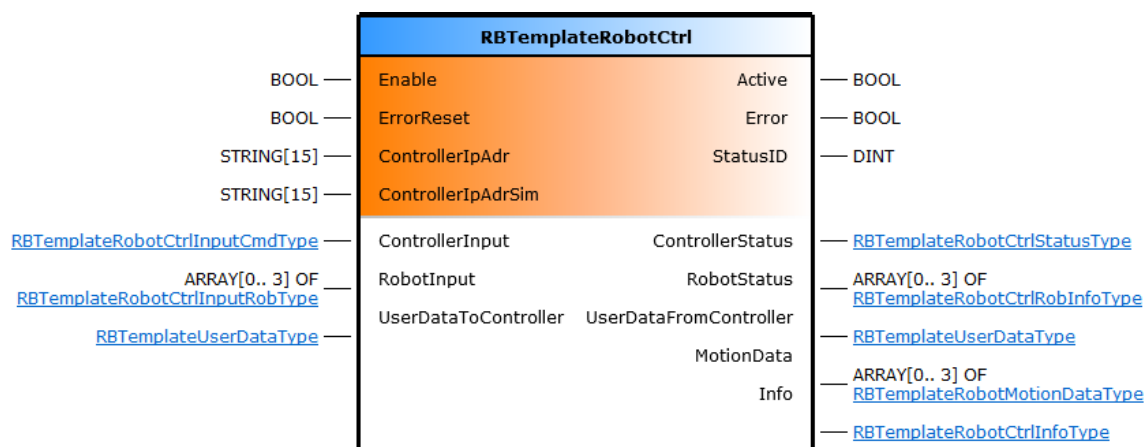 RBTemplateRobotCtrl
BOOL Enable Active BOOL
BOOL ErrorReset Error BOOL
STRING[15] ControllerIpAdr StatusID DINT
STRING[15] ControllerIpAdrSim
RBTemplateRobotCtrlInputCmdType ControllerInput ControllerStatus RBTemplateRobotCtrlStatusType
ARRAY[0.. 3] OF RobotInput RobotStatus ARRAY[0.. 3] OF
RBTemplateRobotCtrlInputRobType RBTemplateRobotCtrlRobInfoType
UserDataToController UserDataFromController
RBTemplateUserDataType RBTemplateUserDataType
MotionData
ARRAY[0.. 3] OF
Info RBTemplateRobotMotionDataType
RBTemplateRobotCtrlInfoType